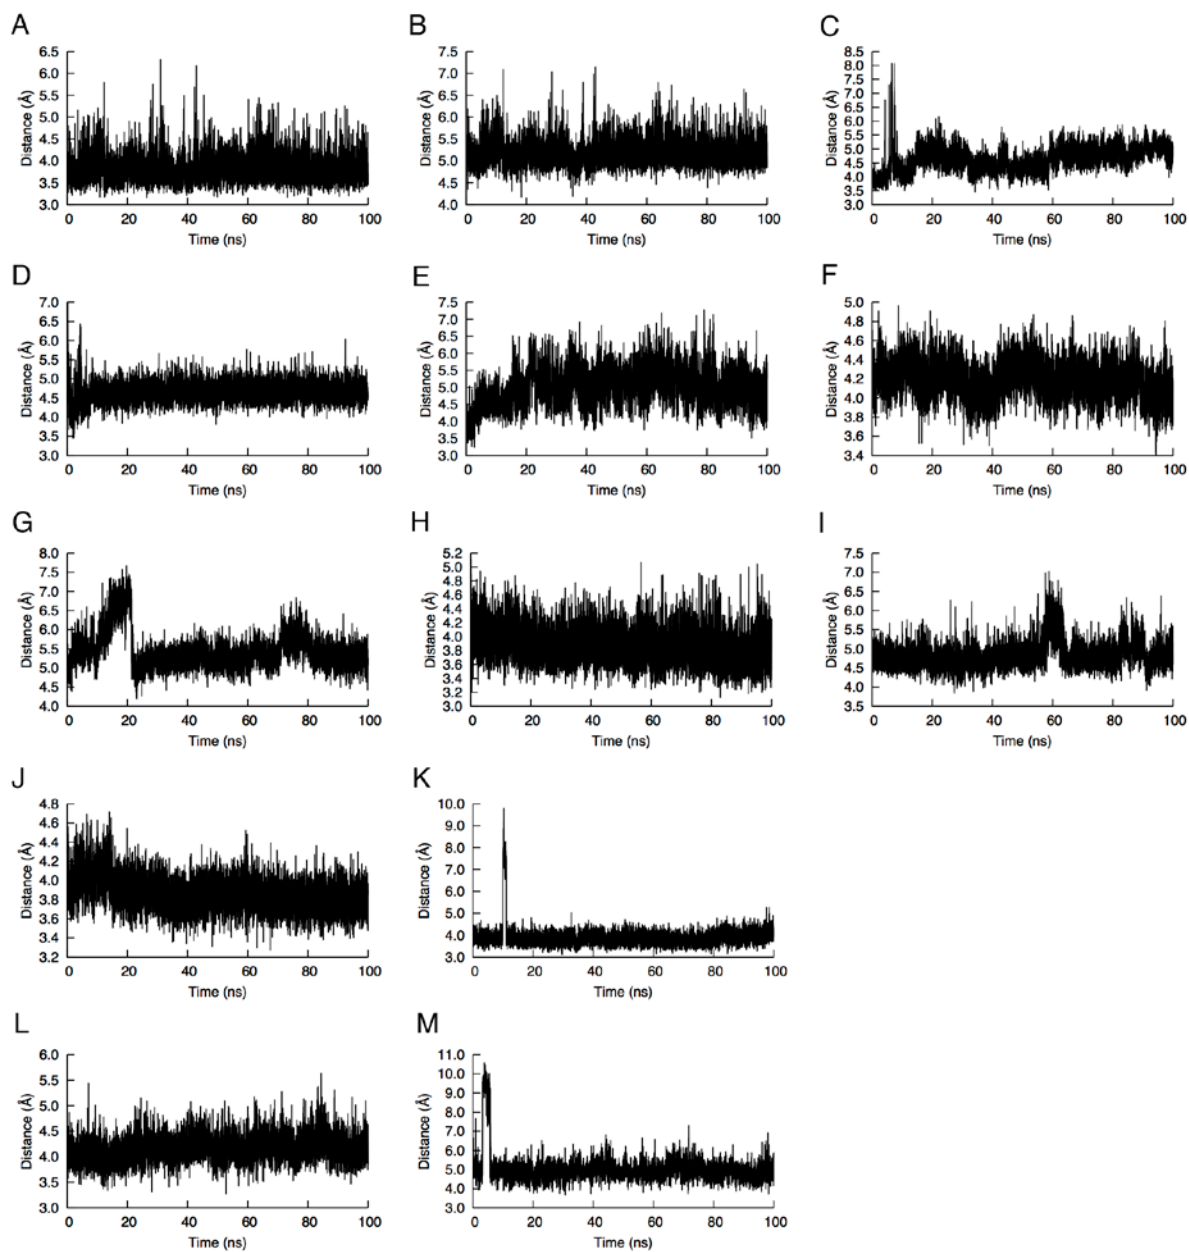 A B C
6.5 7.5 8.5
6.0 7.0 8.0
5.5 6.5 7.5
5.0 6.0 7.0
4.5 5.5 6.5
4.0 5.0 6.0
3.5 4.5 5.5
3.0 4.0 5.0
4.5
4.0
3.5
3.0
Distance (Å) Distance (Å) Distance (Å)
0 20 40 60 80 100 0 20 40 60 80 100 0 20 40 60 80 100
Time (ns) Time (ns) Time (ns)
D E F
7.0 7.5 5.0
6.5 7.0 4.8
6.0 6.5 4.6
5.5 6.0 4.4
5.0 5.5 4.2
4.5 5.0 4.0
4.0 4.5 3.8
3.5 4.0 3.6
3.0 3.5 3.4
3.0
Distance (Å) Distance (Å) Distance (Å)
0 20 40 60 80 100 0 20 40 60 80 100 0 20 40 60 80 100
Time (ns) Time (ns) Time (ns)
G H I
8.0 5.2 7.5
7.5 5.0 7.0
7.0 4.8 6.5
6.5 4.6 6.0
6.0 4.4 5.5
5.5 4.2 5.0
5.0 4.0 4.5
4.5 3.8 4.0
4.0 3.6 3.5
3.4
3.2
3.0
Distance (Å) Distance (Å) Distance (Å)
0 20 40 60 80 100 0 20 40 60 80 100 0 20 40 60 80 100
Time (ns) Time (ns) Time (ns)
J K
4.8 10.0
4.6 9.0
4.4 8.0
4.2 7.0
4.0 6.0
3.8 5.0
3.6 4.0
3.4 3.0
3.2
Distance (Å) Distance (Å)
0 20 40 60 80 100 0 20 40 60 80 100
Time (ns) Time (ns)
L M
6.0 11.0
5.5 10.0
5.0 9.0
4.5 8.0
4.0 7.0
3.5 6.0
3.0 5.0
4.0
3.0
Distance (Å) Distance (Å)
0 20 40 60 80 100 0 20 40 60 80 100
Time (ns) Time (ns)